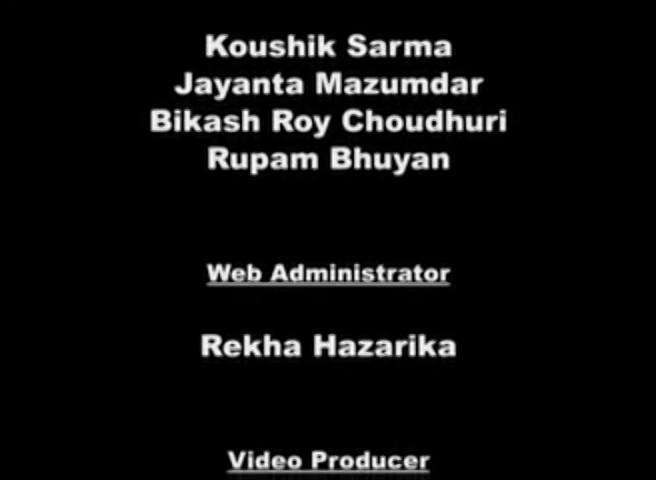 Koushik Sarma
Jayanta Mazumdar
Bikash Roy Choudhuri
Rupam Bhuyan
Web Administrator
Rekha Hazarika
Video Producer